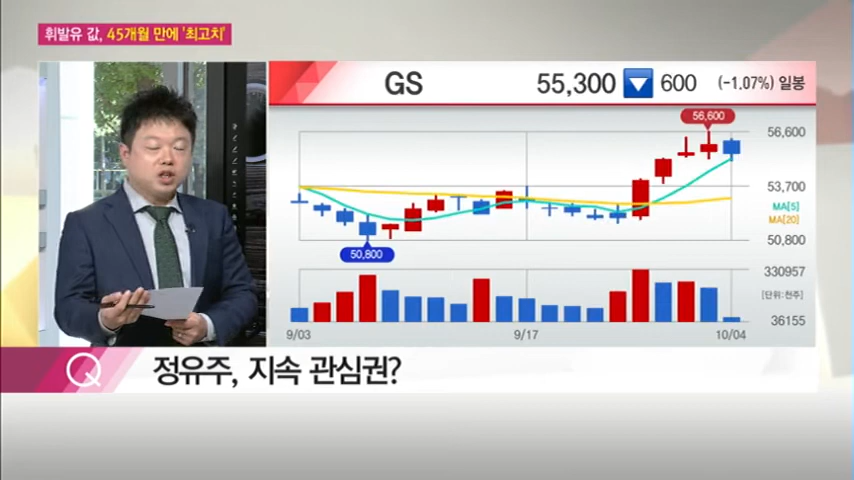 휘발유 값, 45개월 만에 '최고치'
GS 55,300 ▼ 600 (-1.07%) 일봉
56,600
56,600
53,700
MA[5]
MA[20]
50,800
50,800
330957
[단위:천주]
36155
9/03 9/17 10/04
Q 정유주, 지속 관심권?